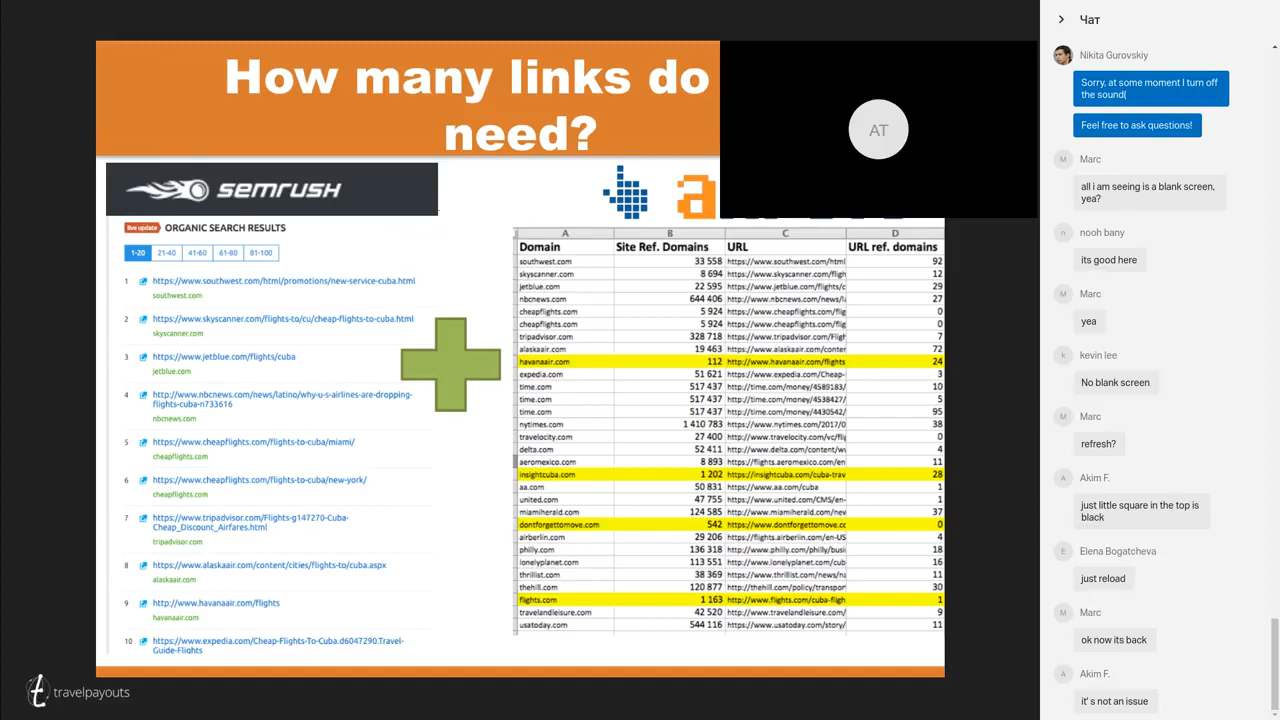 How many links do
need?
AT
SEMRUSH
live update ORGANIC SEARCH RESULTS
1-20 21-40 41-60 61-80 81-100
1 https://www.southwest.com/html/promotions/new-service-cuba.html
southwest.com
2 https://www.skyscanner.com/flights-to/cu/cheap-flights-to-cuba.html
skyscanner.com
3 https://www.jetblue.com/flights/cuba
jetblue.com
4 http://www.nbcnews.com/news/latino/why-u-s-airlines-are-dropping-
flights-cuba-n733616
nbcnews.com
5 https://www.cheapflights.com/flights-to-cuba/miami/
cheapflights.com
6 https://www.cheapflights.com/flights-to-cuba/new-york/
cheapflights.com
7 https://www.tripadvisor.com/Flights-g147270-Cuba-
Cheap_Discount_Airfares.html
tripadvisor.com
8 https://www.alaskaair.com/content/cities/flights-to/cuba.aspx
alaskaair.com
9 http://www.havanaair.com/flights
havanaair.com
10 https://www.expedia.com/Cheap-Flights-To-Cuba.d6047290.Travel-
Guide-Flights
a
A B C D
Domain Site Ref. Domains URL URL ref. domains
southwest.com 33 558 https://www.southwest.com/html 92
skyscanner.com 8 694 https://www.skyscanner.com/fligh 12
jetblue.com 22 595 https://www.jetblue.com/flights/c 29
nbcnews.com 644 406 http://www.nbcnews.com/news/la 27
cheapflights.com 5 924 https://www.cheapflights.com/fli 0
cheapflights.com 5 924 https://www.cheapflights.com/fli 0
tripadvisor.com 328 718 https://www.tripadvisor.com/Fligh 7
alaskaair.com 19 463 https://www.alaskaair.com/conten 72
havanaair.com 112 http://www.havanaair.com/flights 24
expedia.com 51 621 https://www.expedia.com/Cheap- 3
time.com 517 437 http://time.com/money/4589183/ 10
time.com 517 437 http://time.com/money/4538427/ 5
time.com 517 437 http://time.com/money/4430542/ 95
nytimes.com 1 410 783 https://www.nytimes.com/2017/0 38
travelocity.com 27 400 http://www.travelocity.com/vc/fli 0
delta.com 52 411 http://www.delta.com/content/w 4
aeromexico.com 8 893 https://flights.aeromexico.com/en 11
insightcuba.com 1 202 https://insightcuba.com/cuba-trav 28
aa.com 50 831 https://www.aa.com/cuba 1
united.com 47 755 https://www.united.com/CMS/en- 1
miamiherald.com 124 585 http://www.miamiherald.com/new 37
dontforgettomove.com 542 https://www.dontforgettomove.cc 0
airberlin.com 29 206 https://flights.airberlin.com/en-US 4
philly.com 136 318 http://www.philly.com/philly/busi 18
lonelyplanet.com 113 551 https://www.lonelyplanet.com/cu 16
thrillist.com 38 369 https://www.thrillist.com/news/na 11
thehill.com 120 877 http://thehill.com/policy/transpor 30
flights.com 1 163 http://www.flights.com/cuba-fligh 1
travelandleisure.com 42 520 http://www.travelandleisure.com/ 9
usatoday.com 544 116 https://www.usatoday.com/story/ 11
travelpayouts
Чат
Nikita Gurovskiy
Sorry, at some moment I turn off
the sound(
Feel free to ask questions!
M Marc
all i am seeing is a blank screen,
yea?
n nooh bany
its good here
M Marc
yea
k kevin lee
No blank screen
M Marc
refresh?
A Akim F.
just little square in the top is
black
E Elena Bogatcheva
just reload
M Marc
ok now its back
A Akim F.
it' s not an issue